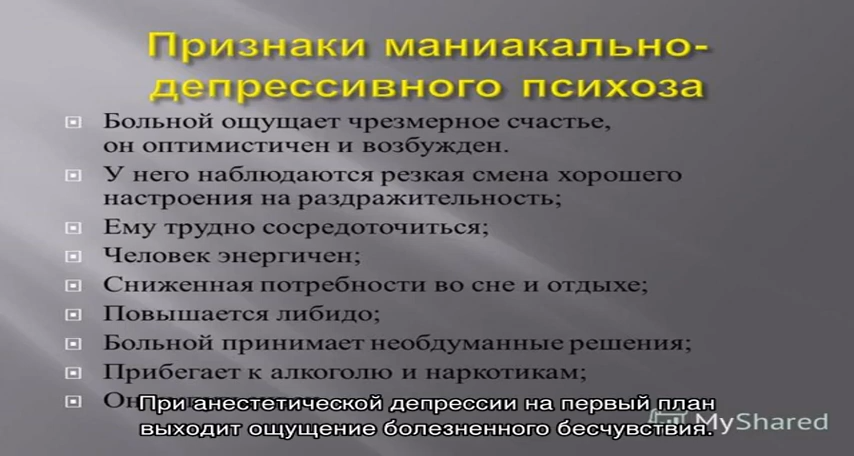 Признаки маниакально-
депрессивного психоза
Больной ощущает чрезмерное счастье,
он оптимистичен и возбужден.
У него наблюдаются резкая смена хорошего
настроения на раздражительность;
Ему трудно сосредоточиться;
Человек энергичен;
Сниженная потребности во сне и отдыхе;
Повышается либидо;
Больной принимает необдуманные решения;
Прибегает к алкоголю и наркотикам;
Он
При анестетической депрессии на первый план
выходит ощущение болезненного бесчувствия.
MyShared